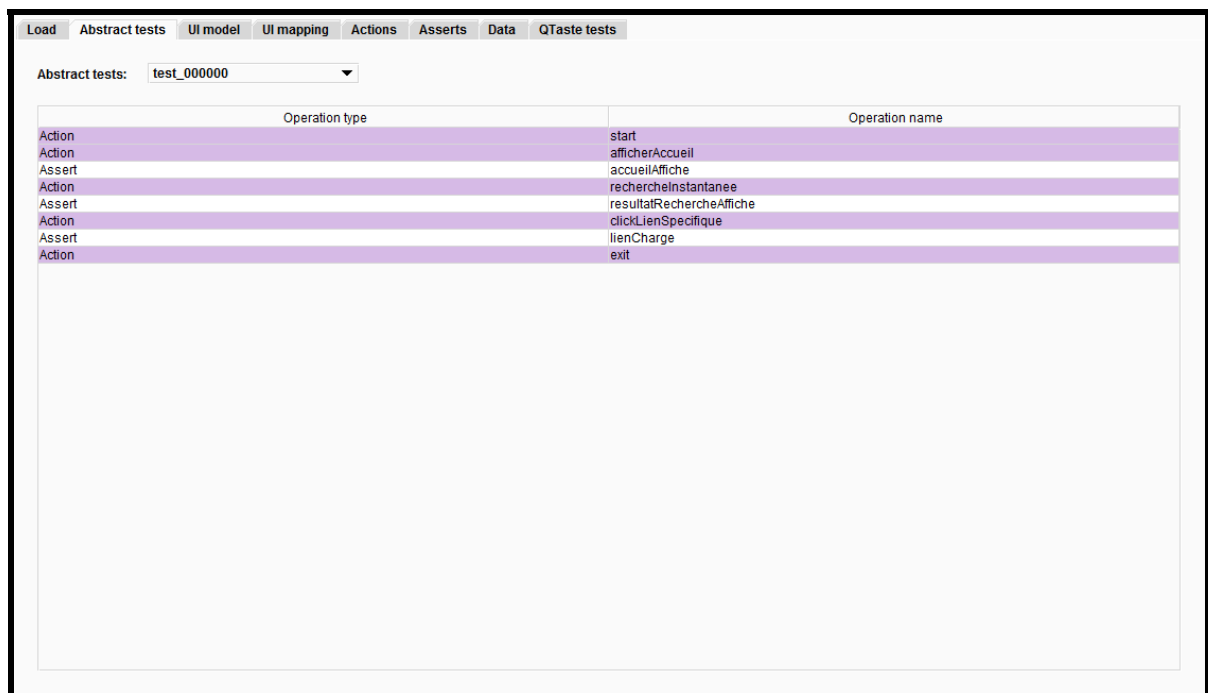 Load Abstract tests UI model UI mapping Actions Asserts Data QTaste tests
Abstract tests: test_000000
Operation type Operation name
Action start
Action afficherAccueil
Assert accueilAffiche
Action rechercheInstantanee
Assert resultatRechercheAffiche
Action clickLienSpecifique
Assert lienCharge
Action exit